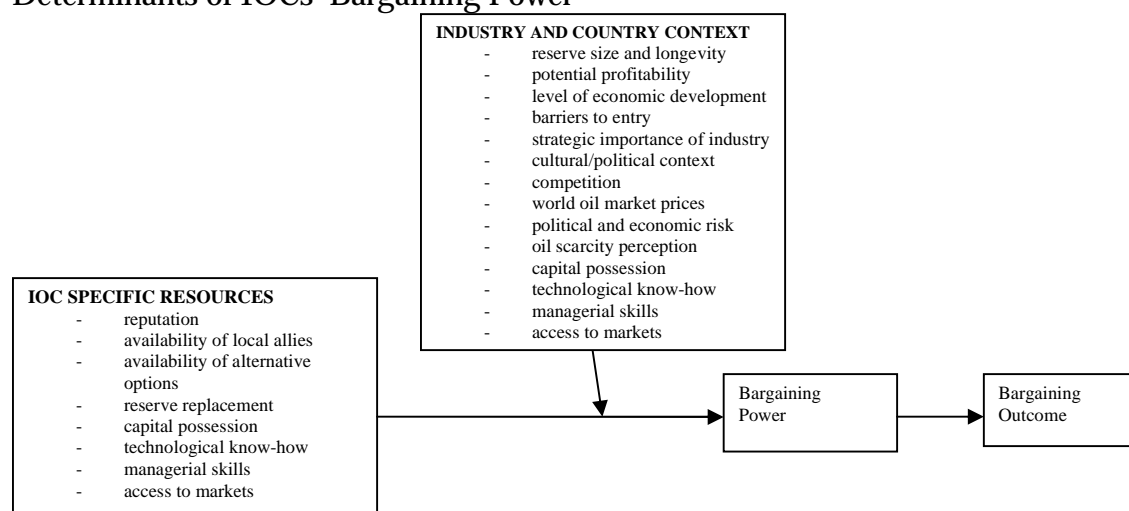 Determinants of IOCs' Bargaining Power
INDUSTRY AND COUNTRY CONTEXT
- reserve size and longevity
- potential profitability
- level of economic development
- barriers to entry
- strategic importance of industry
- cultural/political context
- competition
- world oil market prices
- political and economic risk
- oil scarcity perception
- capital possession
- technological know-how
- managerial skills
- access to markets
IOC SPECIFIC RESOURCES
- reputation
- availability of local allies
- availability of alternative
options
- reserve replacement
- capital possession
- technological know-how
- managerial skills
- access to markets
Bargaining
Power
Bargaining
Outcome